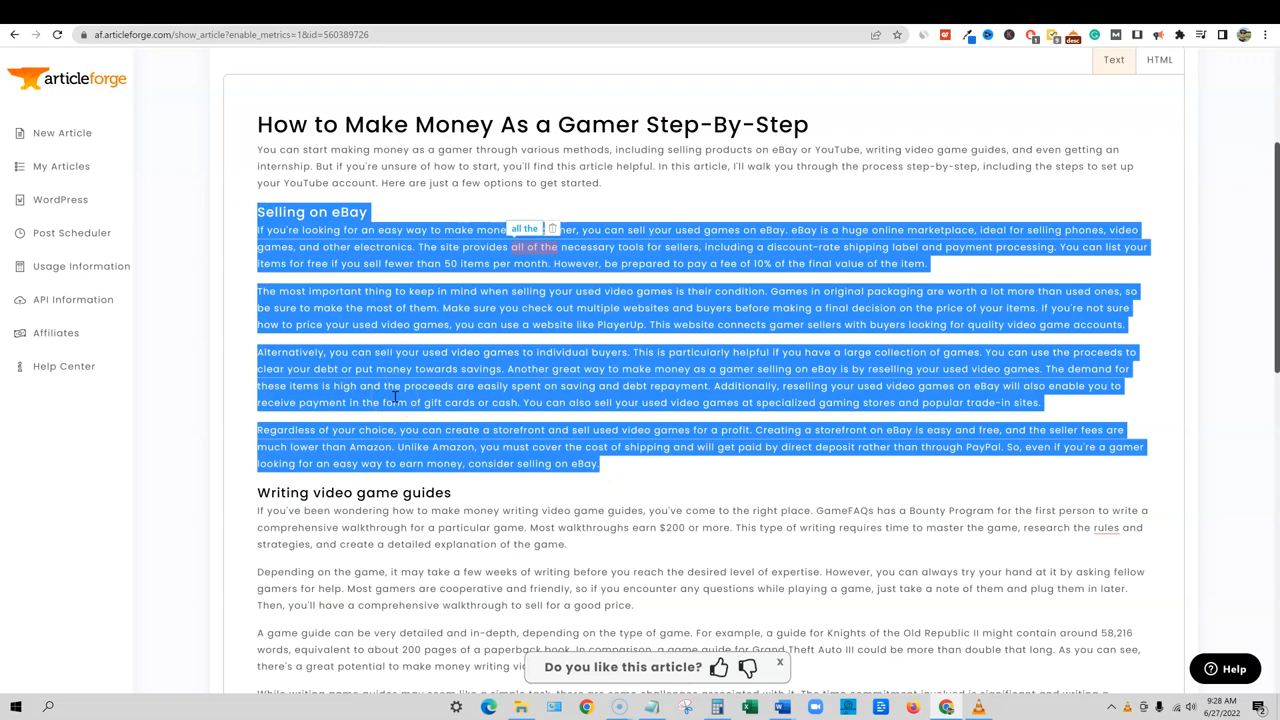 af.articleforge.com/show_article?enable_metrics=1&id=560389726
articleforge
New Article
My Articles
WordPress
Post Scheduler
Usage Information
API Information
Affiliates
Help Center
Text
HTML
How to Make Money As a Gamer Step-By-Step
You can start making money as a gamer through various methods, including selling products on eBay or YouTube, writing video game guides, and even getting an
internship. But if you're unsure of how to start, you'll find this article helpful. In this article, I'll walk you through the process step-by-step, including the steps to set up
your YouTube account. Here are just a few options to get started.
Selling on eBay
all the
If you're looking for an easy way to make mone ner, you can sell your used games on eBay. eBay is a huge online marketplace, ideal for selling phones, video
games, and other electronics. The site provides all of the necessary tools for sellers, including a discount-rate shipping label and payment processing. You can list your
items for free if you sell fewer than 50 items per month. However, be prepared to pay a fee of 10% of the final value of the item.
The most important thing to keep in mind when selling your used video games is their condition. Games in original packaging are worth a lot more than used ones, so
be sure to make the most of them. Make sure you check out multiple websites and buyers before making a final decision on the price of your items. If you're not sure
how to price your used video games, you can use a website like PlayerUp. This website connects gamer sellers with buyers looking for quality video game accounts.
Alternatively, you can sell your used video games to individual buyers. This is particularly helpful if you have a large collection of games. You can use the proceeds to
clear your debt or put money towards savings. Another great way to make money as a gamer selling on eBay is by reselling your used video games. The demand for
these items is high and the proceeds are easily spent on saving and debt repayment. Additionally, reselling your used video games on eBay will also enable you to
receive payment in the form of gift cards or cash. You can also sell your used video games at specialized gaming stores and popular trade-in sites.
Regardless of your choice, you can create a storefront and sell used video games for a profit. Creating a storefront on eBay is easy and free, and the seller fees are
much lower than Amazon. Unlike Amazon, you must cover the cost of shipping and will get paid by direct deposit rather than through PayPal. So, even if you're a gamer
looking for an easy way to earn money, consider selling on eBay.
Writing video game guides
If you've been wondering how to make money writing video game guides, you've come to the right place. GameFAQs has a Bounty Program for the first person to write a
comprehensive walkthrough for a particular game. Most walkthroughs earn $200 or more. This type of writing requires time to master the game, research the rules and
strategies, and create a detailed explanation of the game.
Depending on the game, it may take a few weeks of writing before you reach the desired level of expertise. However, you can always try your hand at it by asking fellow
gamers for help. Most gamers are cooperative and friendly, so if you encounter any questions while playing a game, just take a note of them and plug them in later.
Then, you'll have a comprehensive walkthrough to sell for a good price.
A game guide can be very detailed and in-depth, depending on the type of game. For example, a guide for Knights of the Old Republic II might contain around 58,216
words, equivalent to about 200 pages of a paperback book. In comparison, a game guide for Grand Theft Auto III could be more than double that long. As you can see,
there's a great potential to make money writing vi
Do you like this article?
x
Help
9:28 AM
6/27/2022